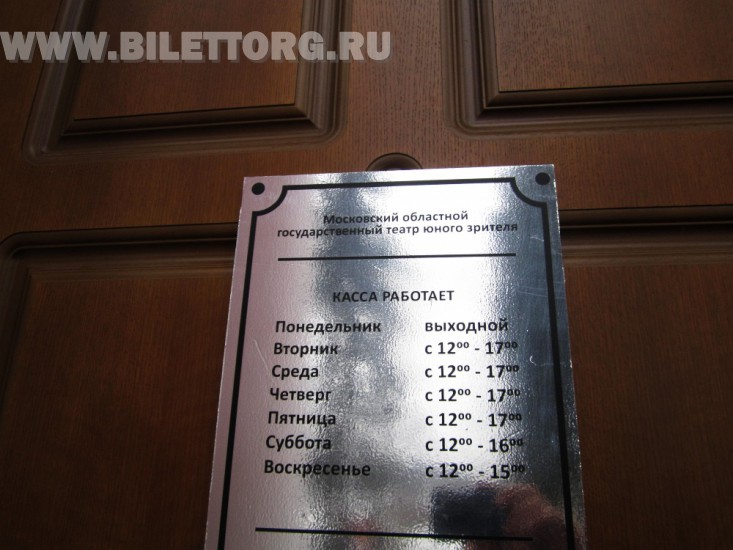 WWW.BILETTORG.RU
Московский областной
государственный театр юного зрителя
КАССА РАБОТАЕТ
Понедельник выходной
Вторник с 12⁰⁰ - 17⁰⁰
Среда с 12⁰⁰ - 17⁰⁰
Четверг с 12⁰⁰ - 17⁰⁰
Пятница с 12⁰⁰ - 17⁰⁰
Суббота с 12⁰⁰ - 16⁰⁰
Воскресенье с 12⁰⁰ - 15⁰⁰